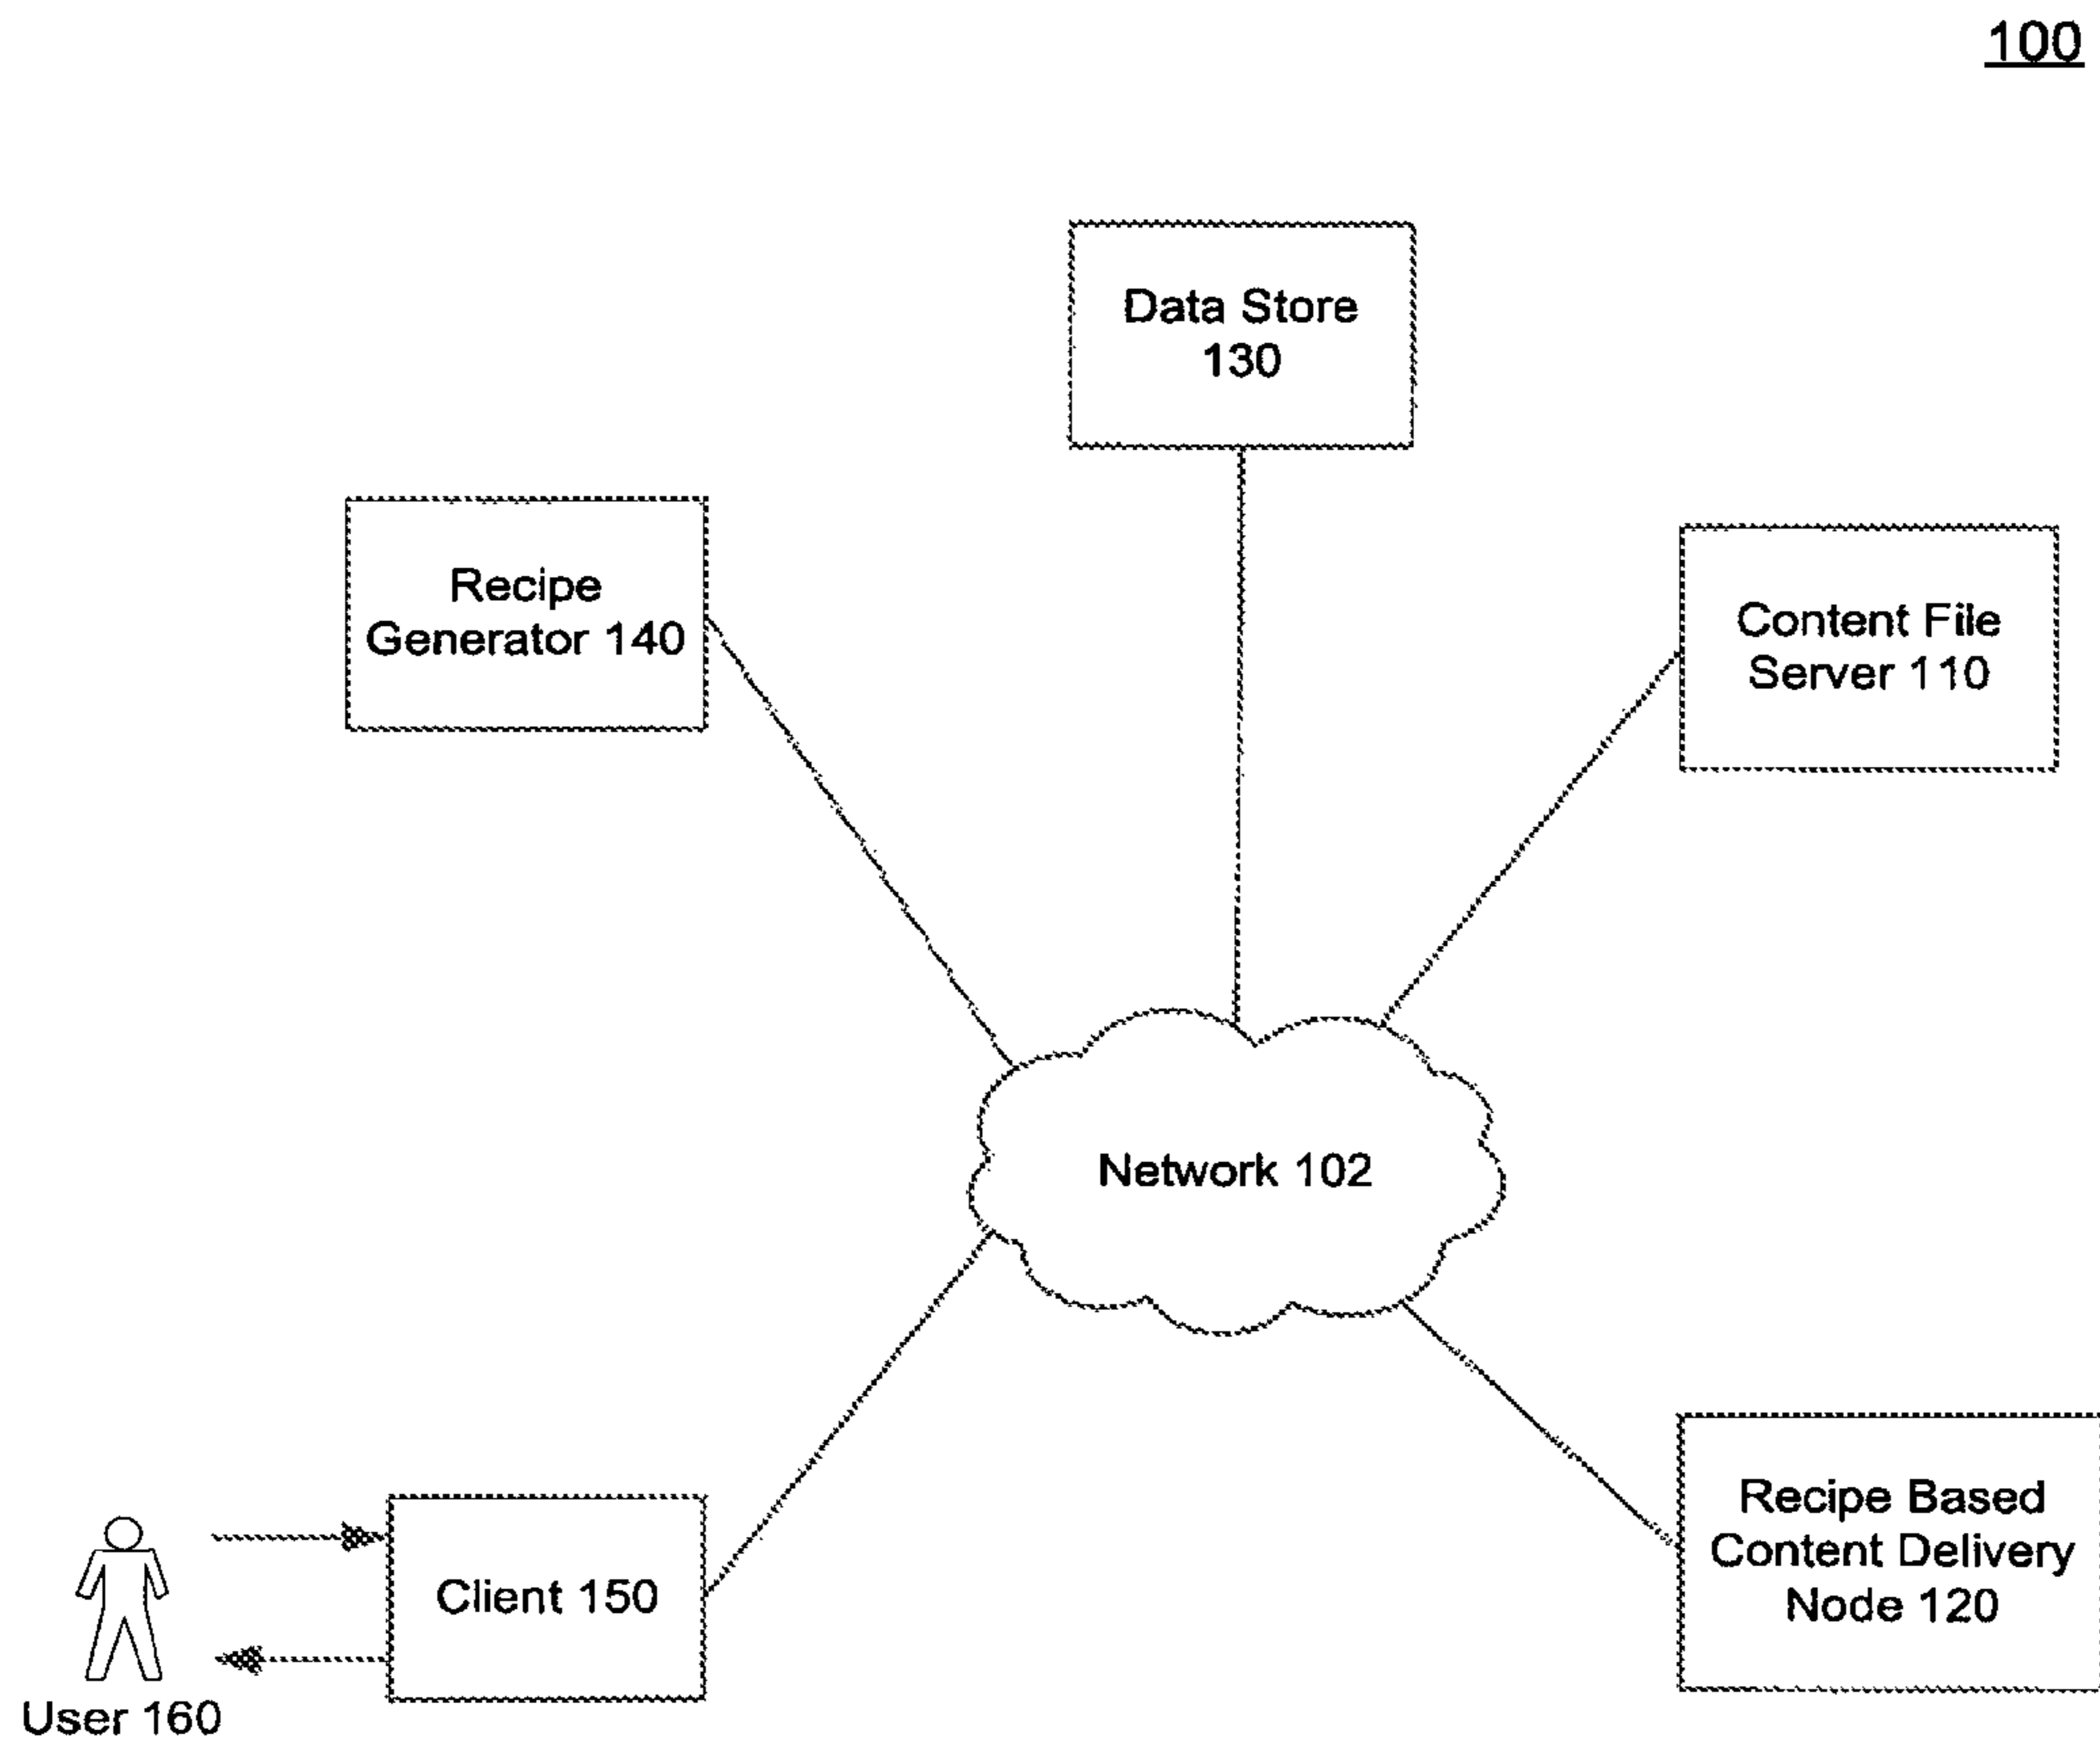 100
Data Store
130
Recipe
Generator 140
Content File
Server 110
Network 102
Recipe Based
Content Delivery
Node 120
Client 150
User 160